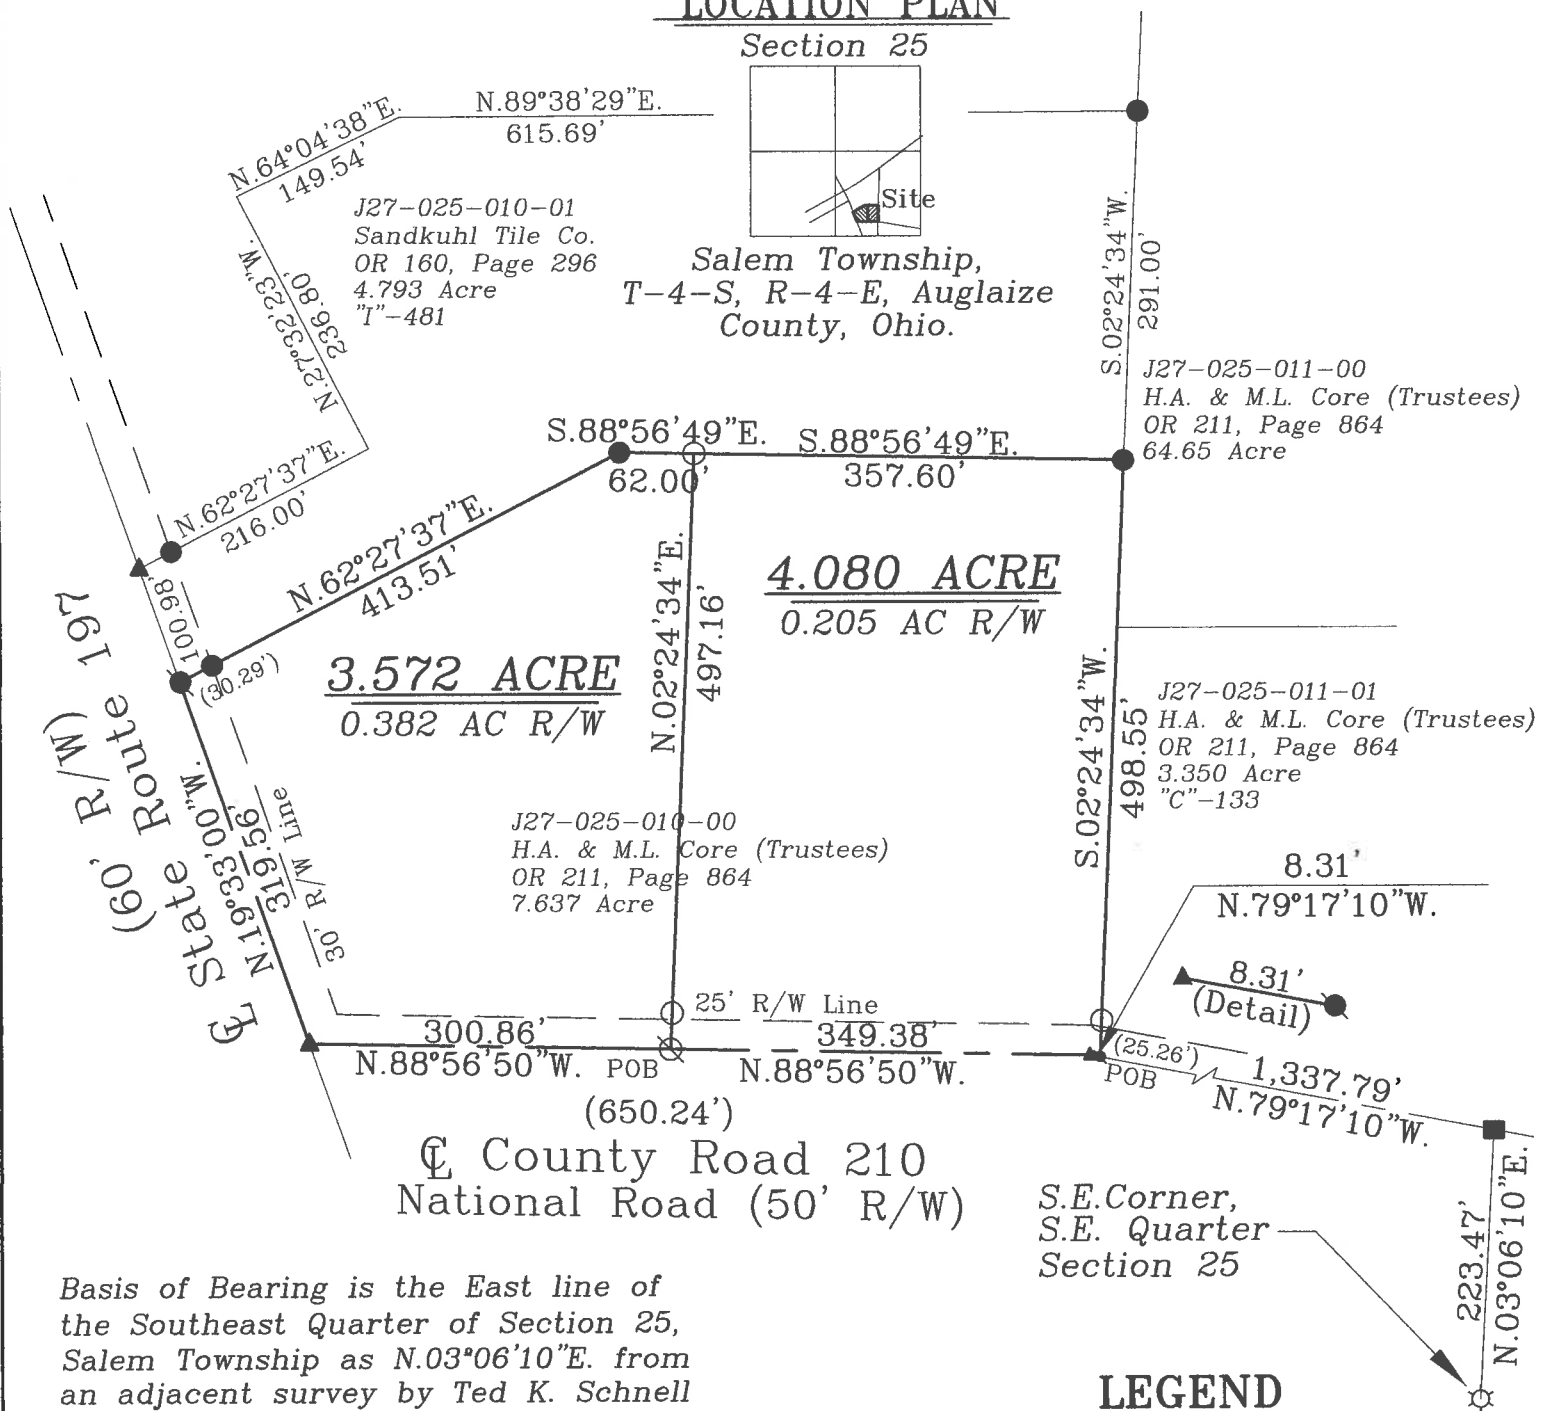 LOCATION PLAN
Section 25
Site
Salem Township,
T-4-S, R-4-E, Auglaize
County, Ohio.
N.89°38'29"E.
615.69'
N.64°04'38"E.
149.54'
J27-025-010-01
Sandkuhl Tile Co.
OR 160, Page 296
4.793 Acre
"I"-481
N.27°32'23"W.
236.80'
S.02°24'34"W.
291.00'
J27-025-011-00
H.A. & M.L. Core (Trustees)
OR 211, Page 864
64.65 Acre
N.62°27'37"E.
216.00'
S.88°56'49"E.
62.00'
S.88°56'49"E.
357.60'
N.62°27'37"E.
413.51'
100.98'
(30.29')
3.572 ACRE
0.382 AC R/W
N.02°24'34"E.
497.16'
4.080 ACRE
0.205 AC R/W
S.02°24'34"W.
498.55'
J27-025-011-01
H.A. & M.L. Core (Trustees)
OR 211, Page 864
3.350 Acre
"C"-133
(60' R/W)
℄ State Route 197
N.19°33'00"W.
319.56'
30' R/W Line
J27-025-010-00
H.A. & M.L. Core (Trustees)
OR 211, Page 864
7.637 Acre
8.31'
N.79°17'10"W.
8.31'
(Detail)
25' R/W Line
300.86'
N.88°56'50"W.
POB
349.38'
N.88°56'50"W.
(25.26')
POB
1,337.79'
N.79°17'10"W.
(650.24')
℄ County Road 210
National Road (50' R/W)
S.E.Corner,
S.E. Quarter
Section 25
223.47'
N.03°06'10"E.
Basis of Bearing is the East line of
the Southeast Quarter of Section 25,
Salem Township as N.03°06'10"E. from
an adjacent survey by Ted K. Schnell
LEGEND